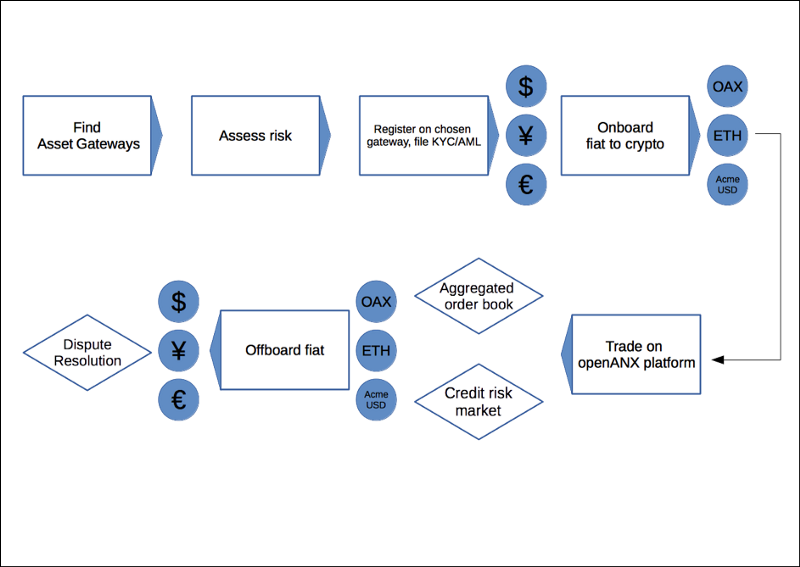 Find
Asset Gateways
Assess risk
Register on chosen
gateway, file KYC/AML
$
¥
€
Onboard
fiat to crypto
OAX
ETH
Acme
USD
Dispute
Resolution
$
¥
€
Offboard fiat
OAX
ETH
Acme
USD
Aggregated
order book
Credit risk
market
Trade on
openANX platform